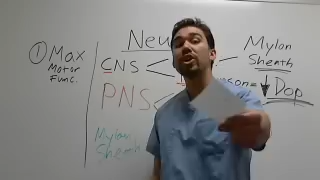 Neu
① Max
Motor
Func.
CNS
PNS
Mylon
Sheath
Dop
Mylon
Sheath